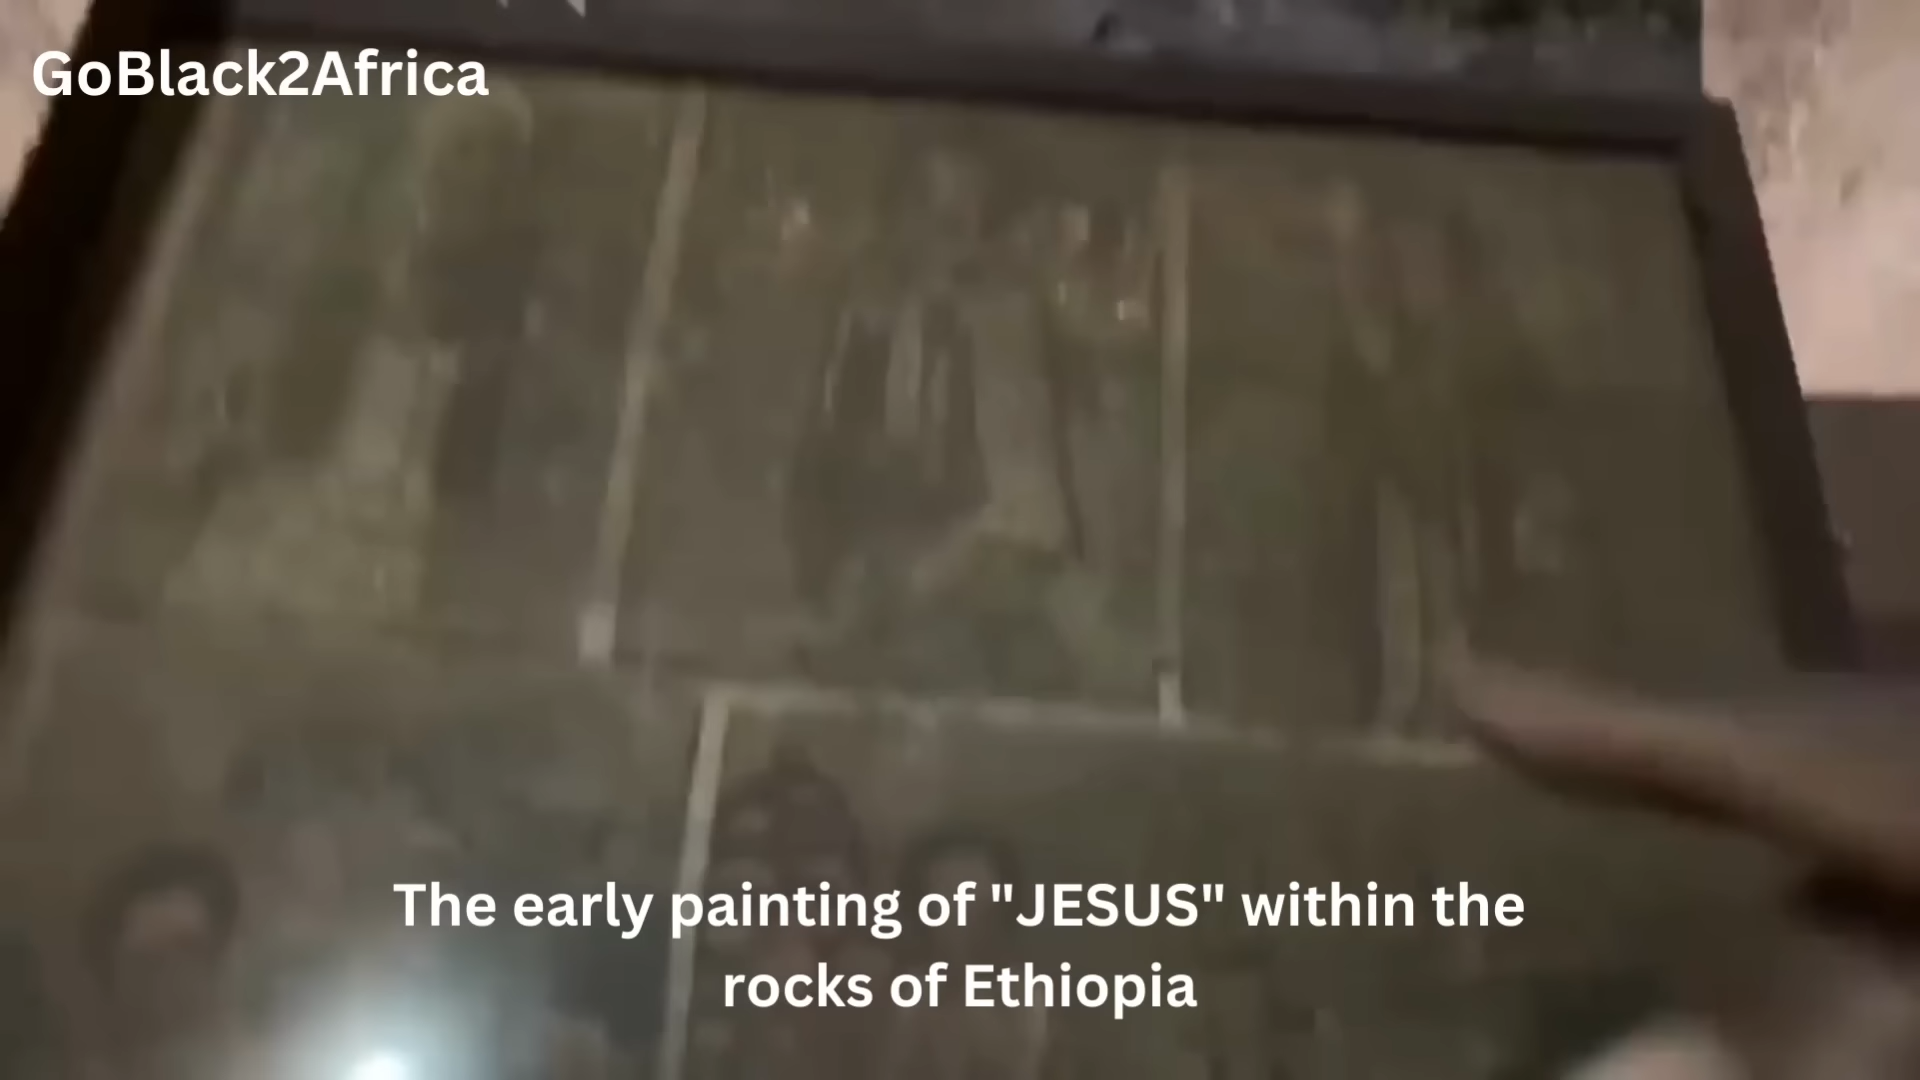 GoBlack2Africa
The early painting of "JESUS" within the
rocks of Ethiopia